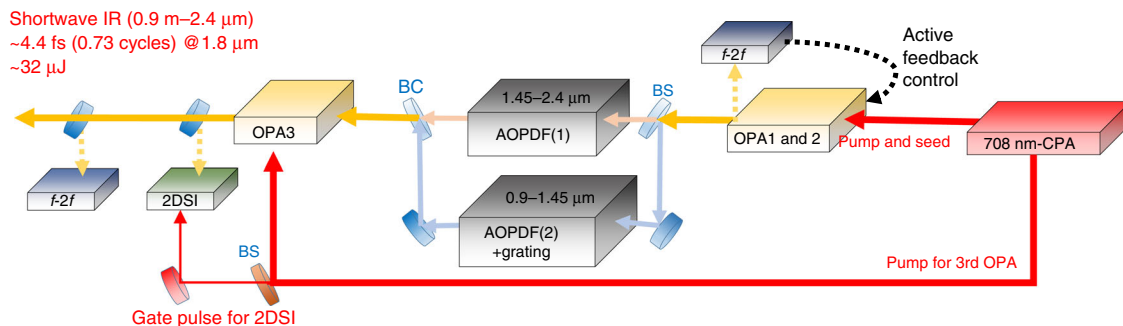 Shortwave IR (0.9 m–2.4 μm)
~4.4 fs (0.73 cycles) @1.8 μm
~32 μJ
f-2f
Active
feedback
control
BC
1.45–2.4 μm
BS
OPA3
AOPDF(1)
OPA1 and 2
Pump and seed
708 nm-CPA
f-2f
2DSI
0.9–1.45 μm
AOPDF(2)
+grating
BS
Pump for 3rd OPA
Gate pulse for 2DSI